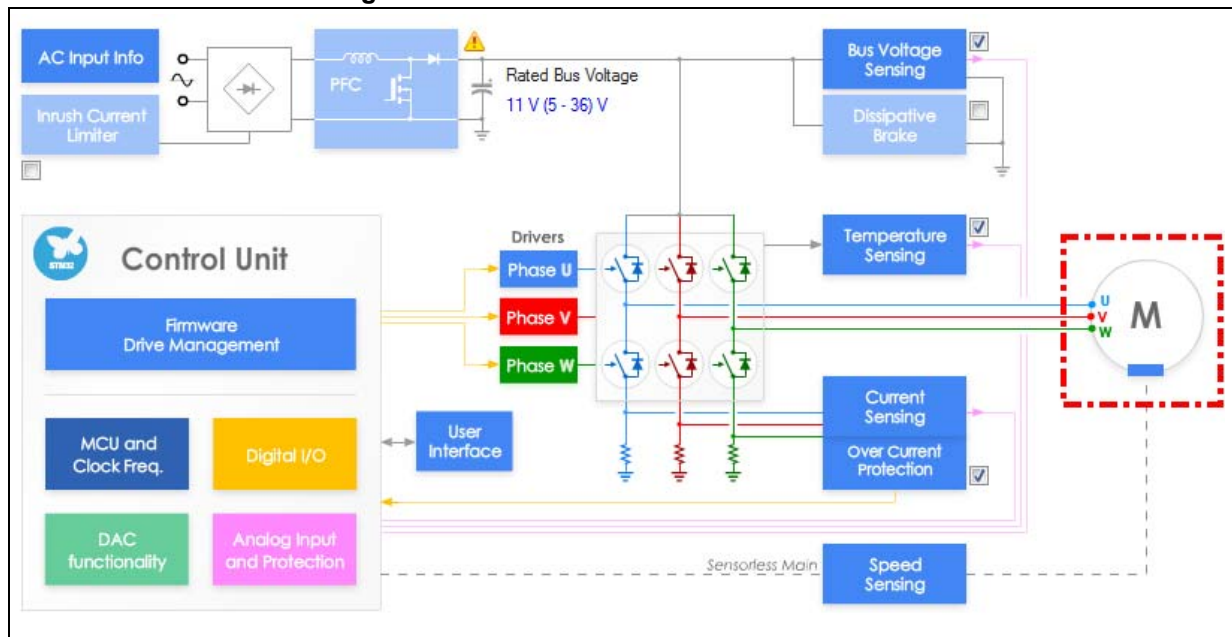 AC Input Info
Inrush Current
Limiter
PFC
Rated Bus Voltage
11 V (5 - 36) V
Bus Voltage
Sensing
Dissipative
Brake
STM32
Control Unit
Firmware
Drive Management
MCU and
Clock Freq.
Digital I/O
DAC
functionality
Analog Input
and Protection
User
Interface
Drivers
Phase U
Phase V
Phase W
Temperature
Sensing
U
V
W
M
Current
Sensing
Over Current
Protection
Sensorless Main
Speed
Sensing